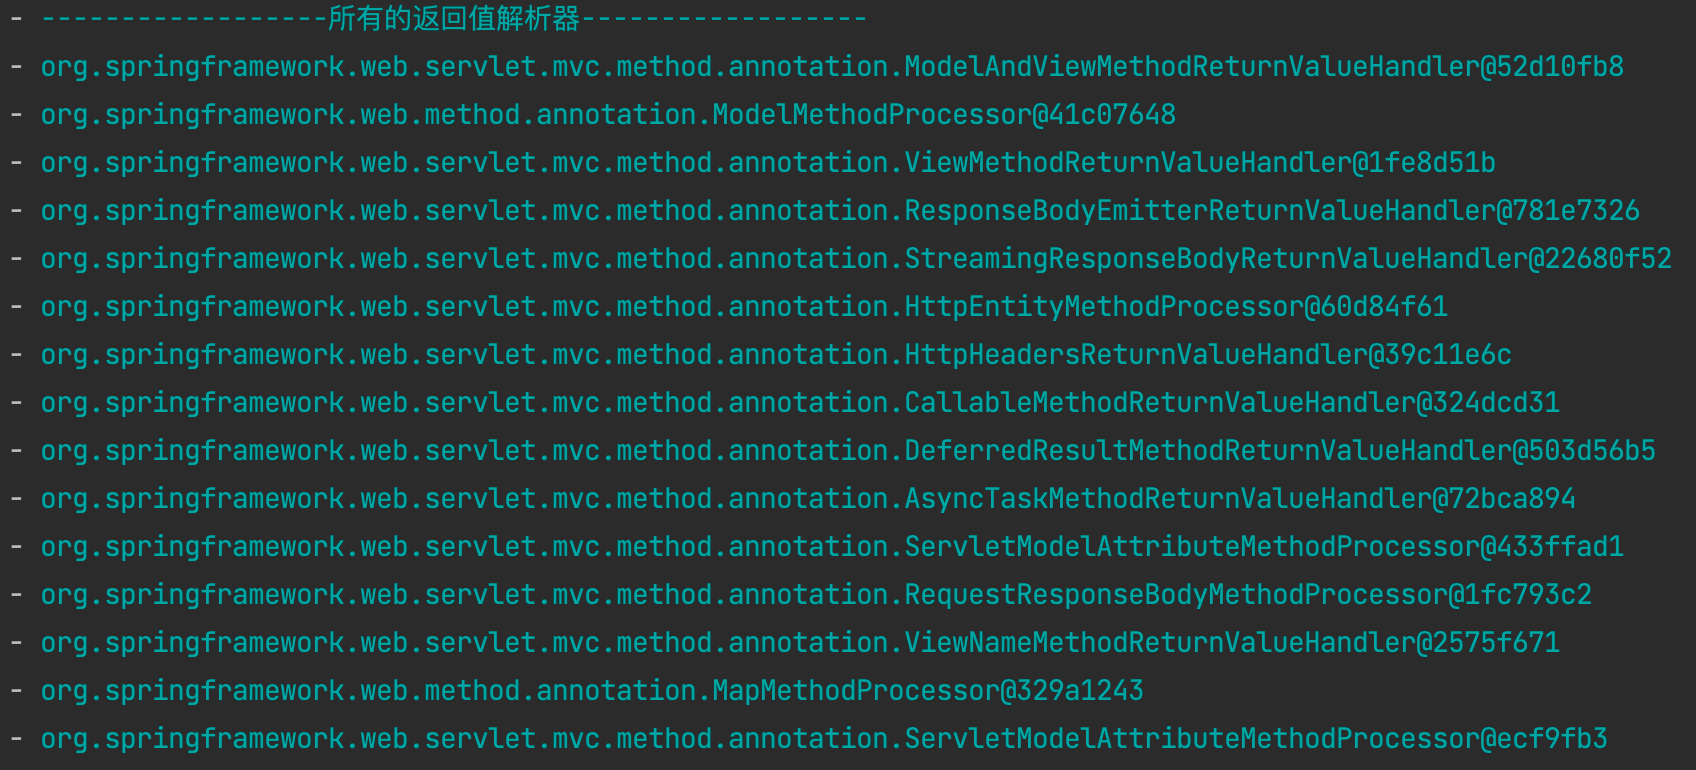 - ------------------所有的返回值解析器------------------
- org.springframework.web.servlet.mvc.method.annotation.ModelAndViewMethodReturnValueHandler@52d10fb8
- org.springframework.web.method.annotation.ModelMethodProcessor@41c07648
- org.springframework.web.servlet.mvc.method.annotation.ViewMethodReturnValueHandler@1fe8d51b
- org.springframework.web.servlet.mvc.method.annotation.ResponseBodyEmitterReturnValueHandler@781e7326
- org.springframework.web.servlet.mvc.method.annotation.StreamingResponseBodyReturnValueHandler@22680f52
- org.springframework.web.servlet.mvc.method.annotation.HttpEntityMethodProcessor@60d84f61
- org.springframework.web.servlet.mvc.method.annotation.HttpHeadersReturnValueHandler@39c11e6c
- org.springframework.web.servlet.mvc.method.annotation.CallableMethodReturnValueHandler@324dcd31
- org.springframework.web.servlet.mvc.method.annotation.DeferredResultMethodReturnValueHandler@503d56b5
- org.springframework.web.servlet.mvc.method.annotation.AsyncTaskMethodReturnValueHandler@72bca894
- org.springframework.web.servlet.mvc.method.annotation.ServletModelAttributeMethodProcessor@433ffad1
- org.springframework.web.servlet.mvc.method.annotation.RequestResponseBodyMethodProcessor@1fc793c2
- org.springframework.web.servlet.mvc.method.annotation.ViewNameMethodReturnValueHandler@2575f671
- org.springframework.web.method.annotation.MapMethodProcessor@329a1243
- org.springframework.web.servlet.mvc.method.annotation.ServletModelAttributeMethodProcessor@ecf9fb3